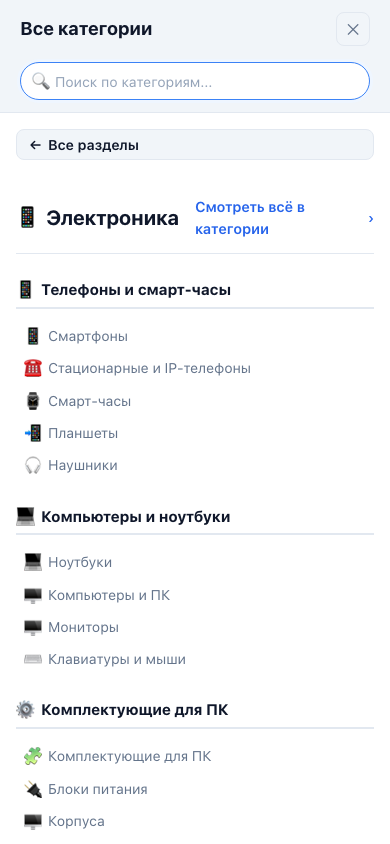 Все категории
Поиск по категориям...
← Все разделы
Электроника
Смотреть всё в
категории
›
Телефоны и смарт-часы
Смартфоны
Стационарные и IP-телефоны
Смарт-часы
Планшеты
Наушники
Компьютеры и ноутбуки
Ноутбуки
Компьютеры и ПК
Мониторы
Клавиатуры и мыши
Комплектующие для ПК
Комплектующие для ПК
Блоки питания
Корпуса